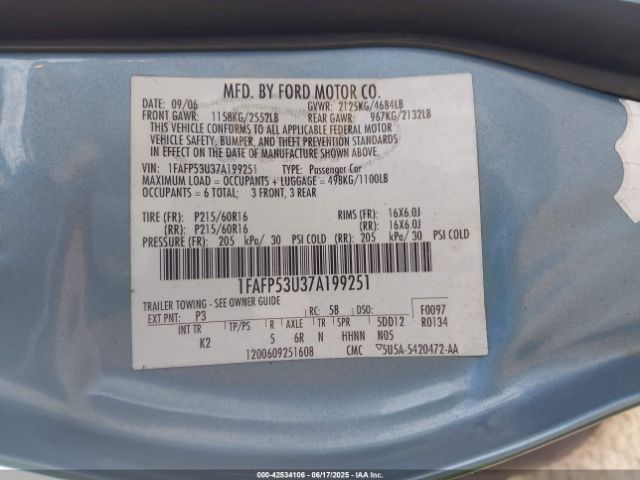 MFD. BY FORD MOTOR CO.
DATE: 09/06 GVWR: 2125KG/4684LB
FRONT GAWR: 1158KG/2552LB REAR GAWR: 967KG/2132LB
THIS VEHICLE CONFORMS TO ALL APPLICABLE FEDERAL MOTOR
VEHICLE SAFETY, BUMPER, AND THEFT PREVENTION STANDARDS
IN EFFECT ON THE DATE OF MANUFACTURE SHOWN ABOVE.
VIN: 1FAFP53U37A199251 TYPE: Passenger Car
MAXIMUM LOAD = OCCUPANTS + LUGGAGE = 498KG/1100LB
OCCUPANTS = 6 TOTAL; 3 FRONT, 3 REAR
TIRE (FR): P215/60R16 RIMS (FR): 16X6.0J
(RR): P215/60R16 (RR): 16X6.0J
PRESSURE (FR): 205 kPa/ 30 PSI COLD (RR): 205 kPa/ 30 PSI COLD
1FAFP53U37A199251
TRAILER TOWING - SEE OWNER GUIDE
EXT PNT: P3 RC: 58 DSO: F0097
INT TR TP/PS R AXLE TR SPR 5DD12 R0134
K2 5 6R N HHNN N05
1200609251608 CMC ▽5U5A-5420472-AA
00-42534106 - 06/17/2025 - © COPYRIGHT IAA